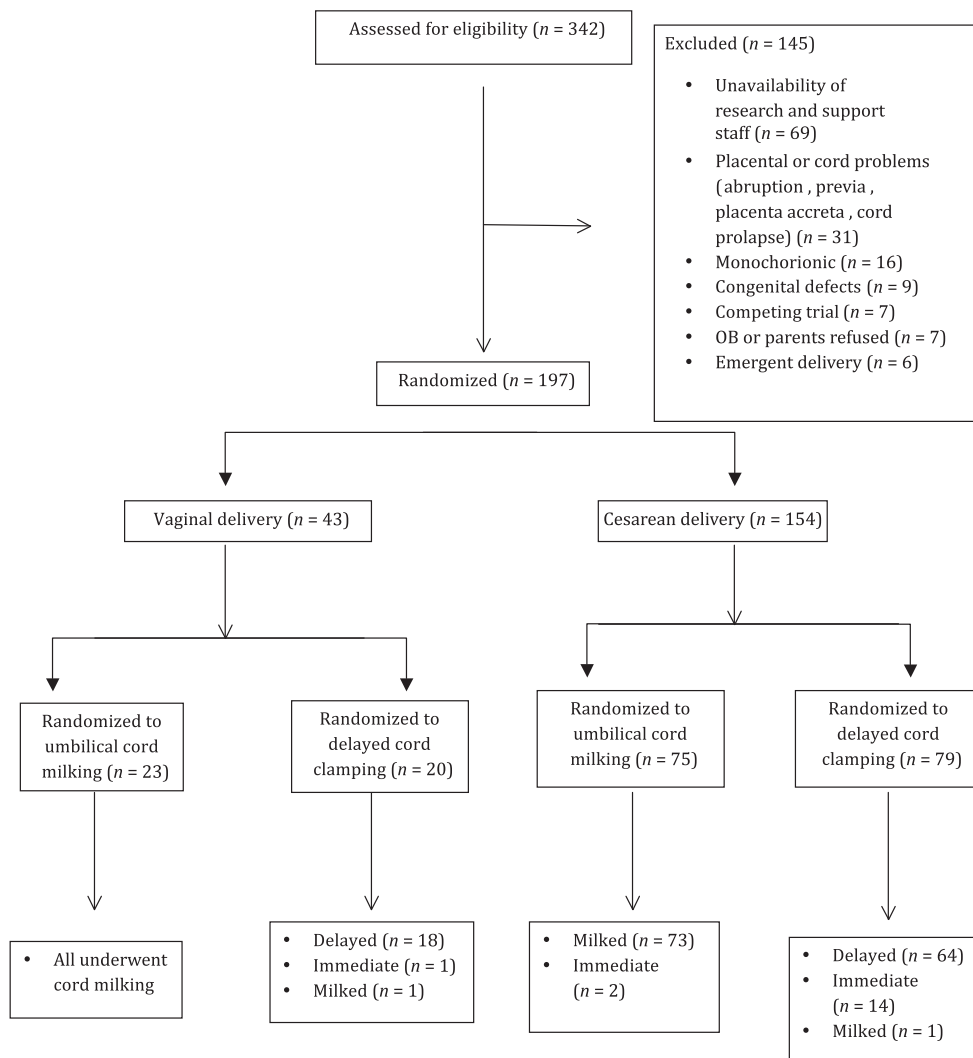 Assessed for eligibility (n = 342)
Excluded (n = 145)
• Unavailability of
research and support
staff (n = 69)
• Placental or cord problems
(abruption , previa ,
placenta accreta , cord
prolapse) (n = 31)
• Monochorionic (n = 16)
• Congenital defects (n = 9)
• Competing trial (n = 7)
• OB or parents refused (n = 7)
• Emergent delivery (n = 6)
Randomized (n = 197)
Vaginal delivery (n = 43)
Cesarean delivery (n = 154)
Randomized to
umbilical cord
milking (n = 23)
Randomized to
delayed cord
clamping (n = 20)
Randomized to
umbilical cord
milking (n = 75)
Randomized to
delayed cord
clamping (n = 79)
• All underwent
cord milking
• Delayed (n = 18)
• Immediate (n = 1)
• Milked (n = 1)
• Milked (n = 73)
• Immediate
(n = 2)
• Delayed (n = 64)
• Immediate
(n = 14)
• Milked (n = 1)